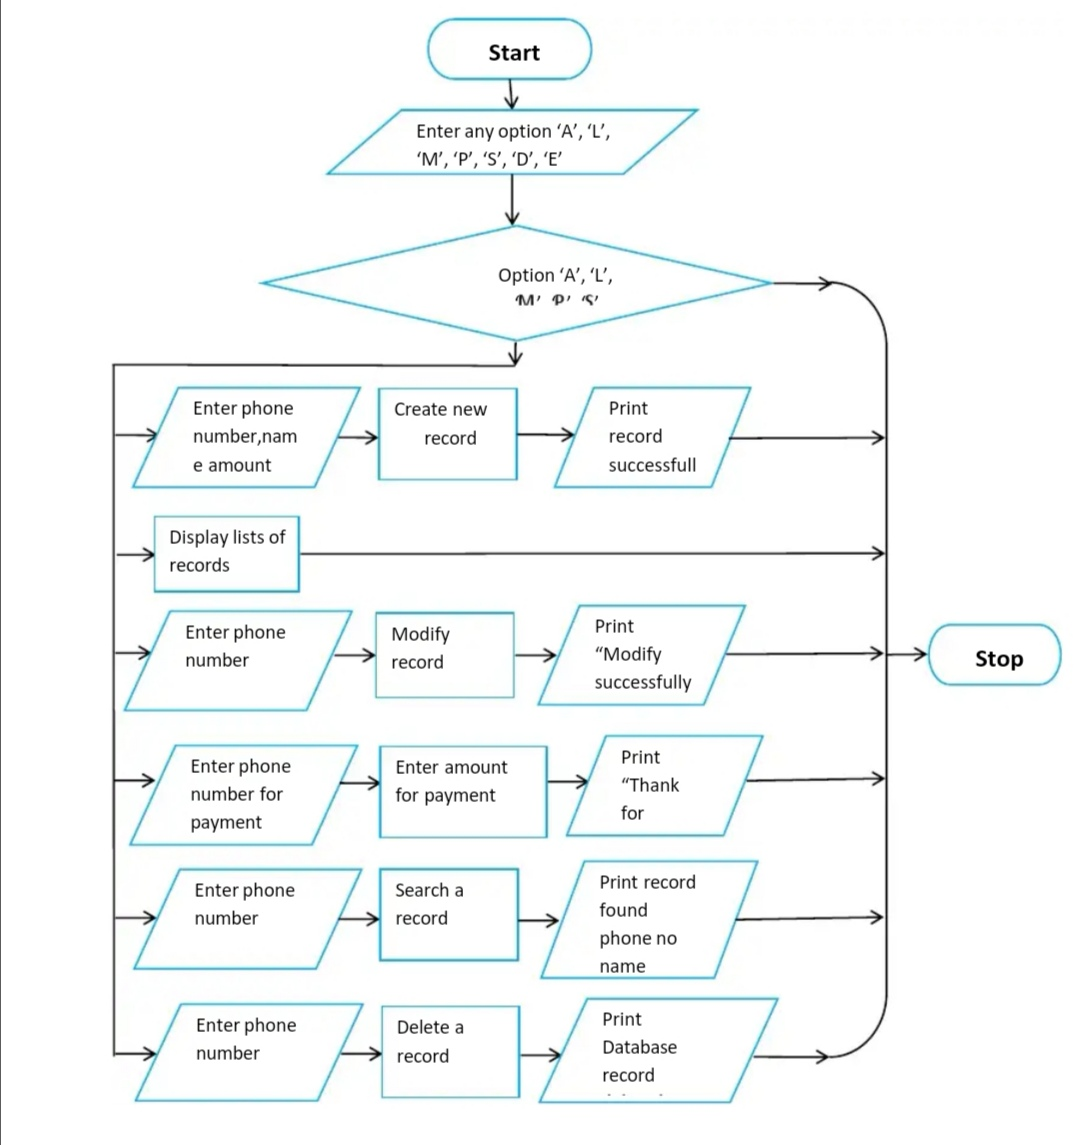 Start
Enter any option ‘A’, ‘L’,
‘M’, ‘P’, ‘S’, ‘D’, ‘E’
Option ‘A’, ‘L’,
‘M’ ‘P’ ‘S’
Enter phone
number,nam
e amount
Create new
record
Print
record
successfull
Display lists of
records
Enter phone
number
Modify
record
Print
“Modify
successfully
Stop
Enter phone
number for
payment
Enter amount
for payment
Print
“Thank
for
Enter phone
number
Search a
record
Print record
found
phone no
name
Enter phone
number
Delete a
record
Print
Database
record